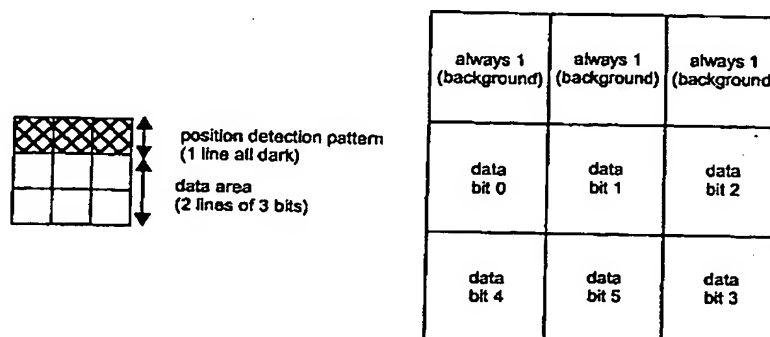 position detection pattern
(1 line all dark)
data area
(2 lines of 3 bits)
always 1
(background)
always 1
(background)
always 1
(background)
data
bit 0
data
bit 1
data
bit 2
data
bit 4
data
bit 5
data
bit 3